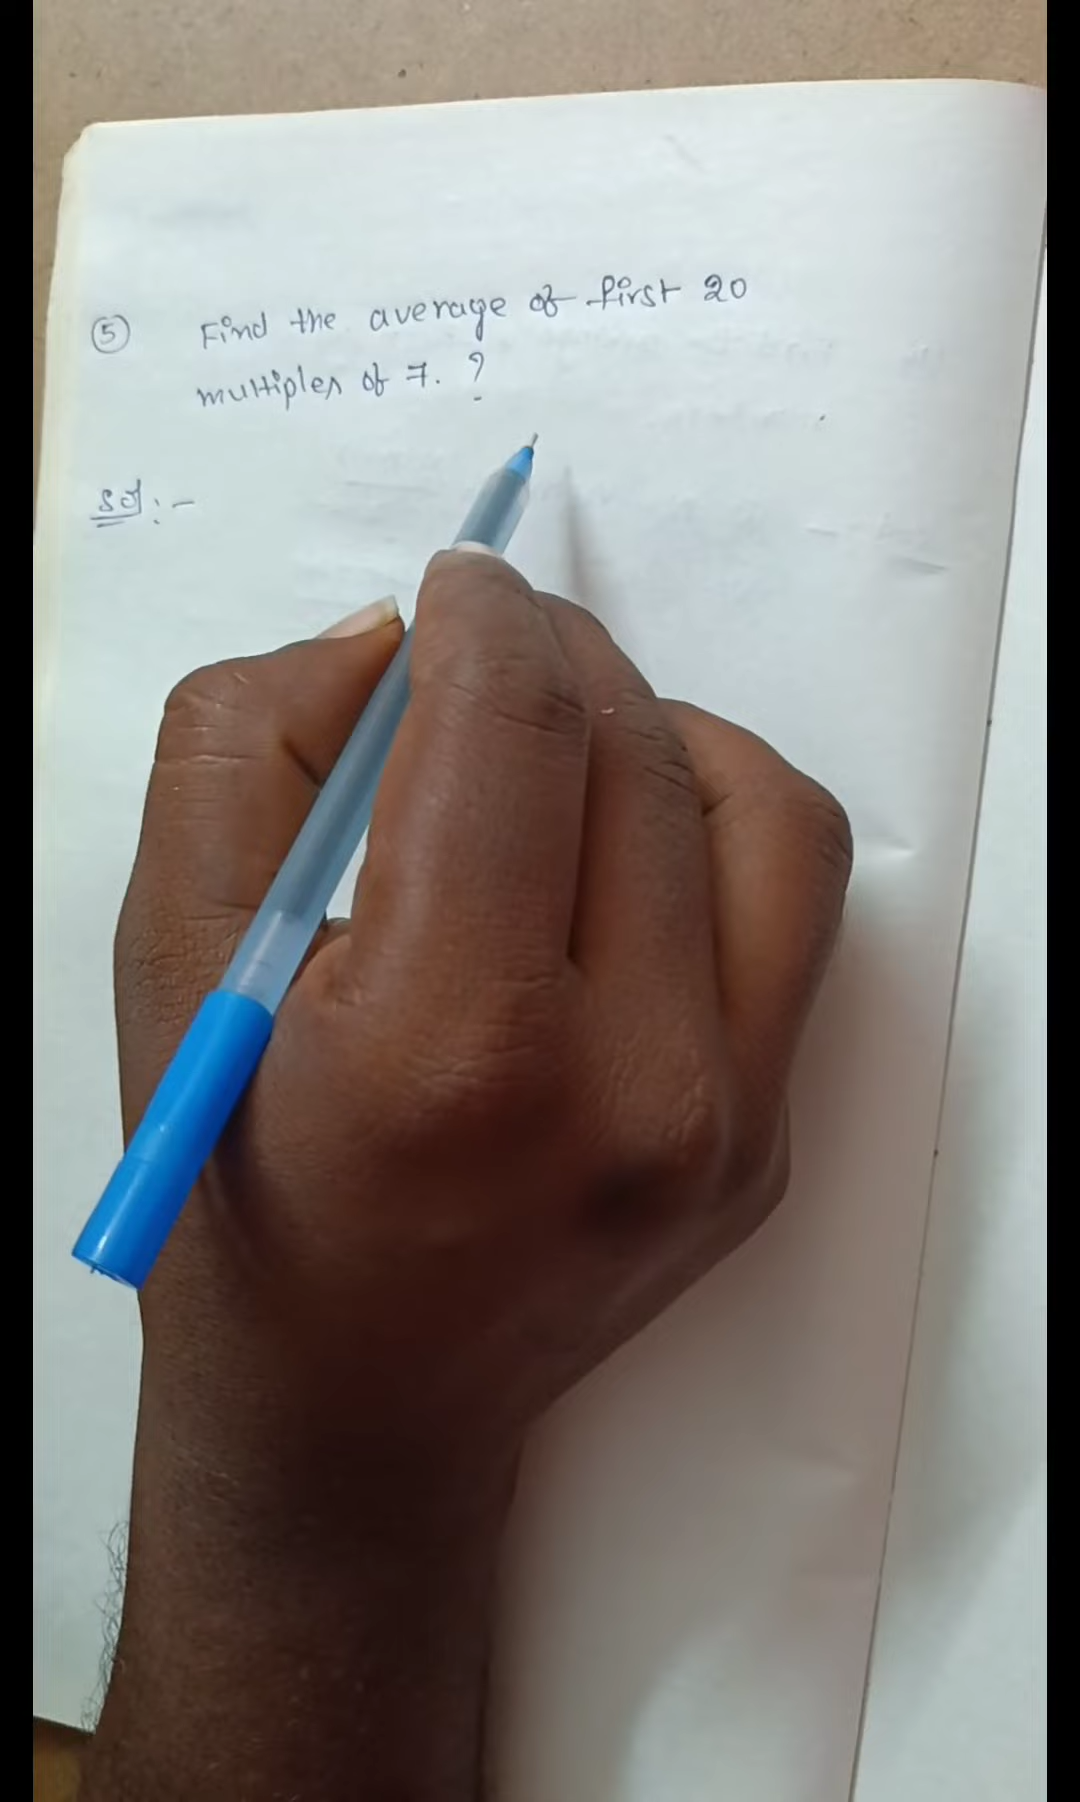 5 Find the average of first 20
multiples of 7. ?
Sol :-